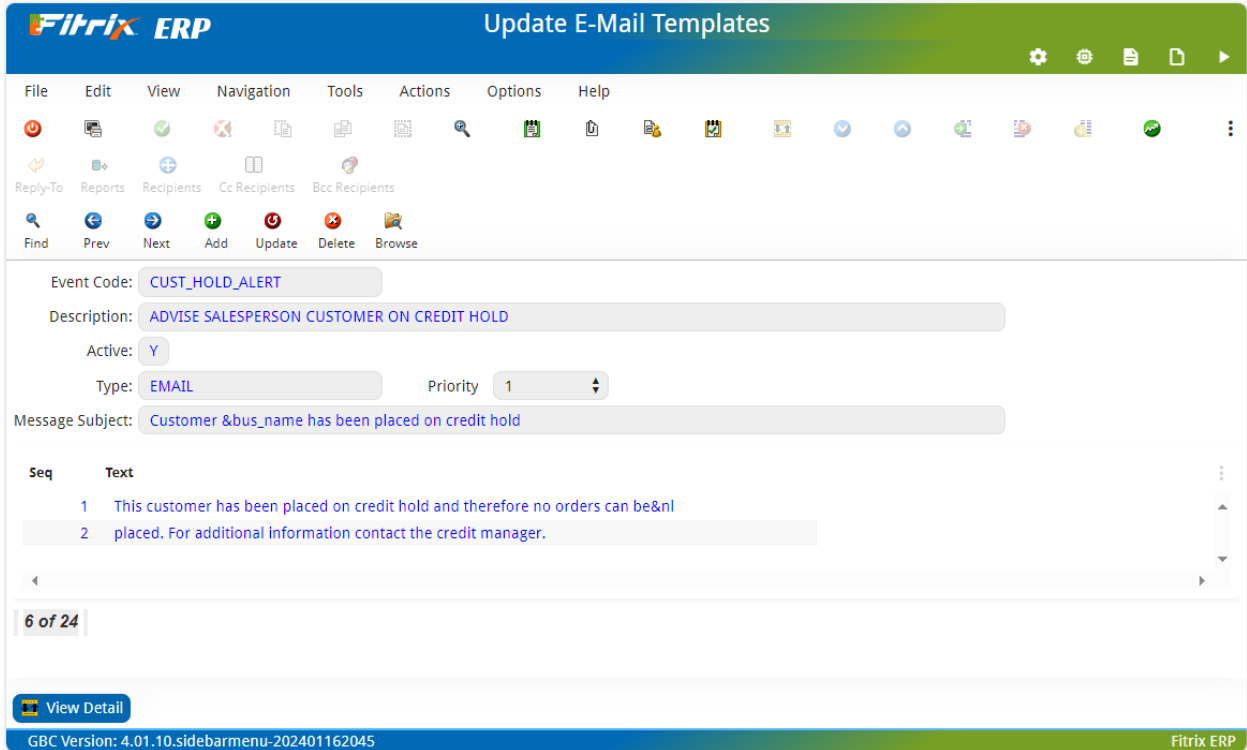 Fitrix ERP
Update E-Mail Templates
File Edit View Navigation Tools Actions Options Help
Reply-To Reports Recipients Cc Recipients Bcc Recipients
Find Prev Next Add Update Delete Browse
Event Code: CUST_HOLD_ALERT
Description: ADVISE SALESPERSON CUSTOMER ON CREDIT HOLD
Active: Y
Type: EMAIL Priority 1
Message Subject: Customer &bus_name has been placed on credit hold
Seq Text
1 This customer has been placed on credit hold and therefore no orders can be&nl
2 placed. For additional information contact the credit manager.
6 of 24
View Detail
GBC Version: 4.01.10.sidebarmenu-202401162045 Fitrix ERP